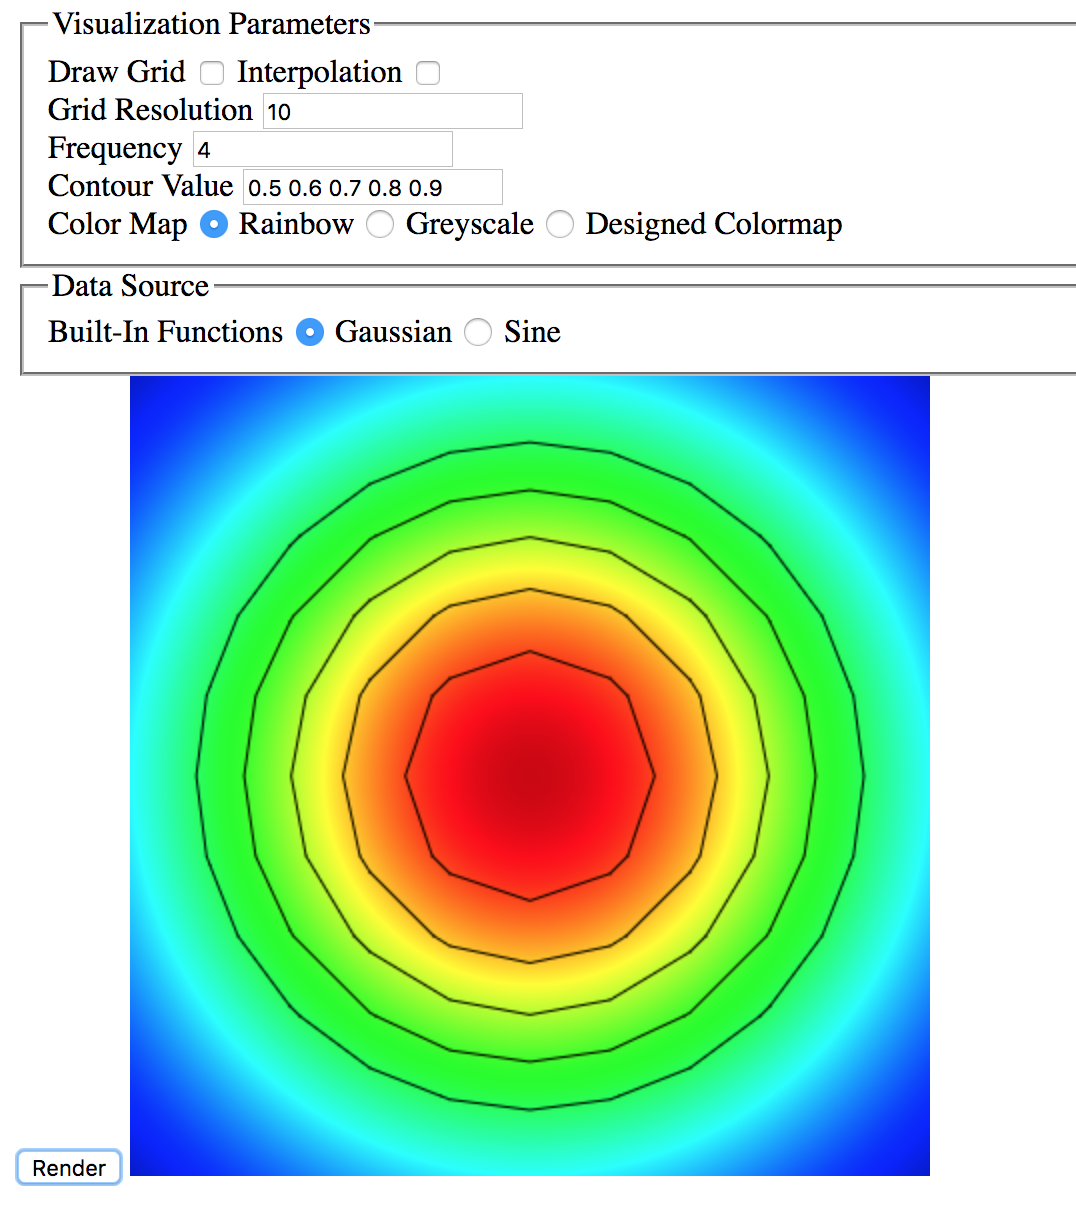 Visualization Parameters
Draw Grid Interpolation
Grid Resolution 10
Frequency 4
Contour Value 0.5 0.6 0.7 0.8 0.9
Color Map Rainbow Greyscale Designed Colormap
Data Source
Built-In Functions Gaussian Sine
Render